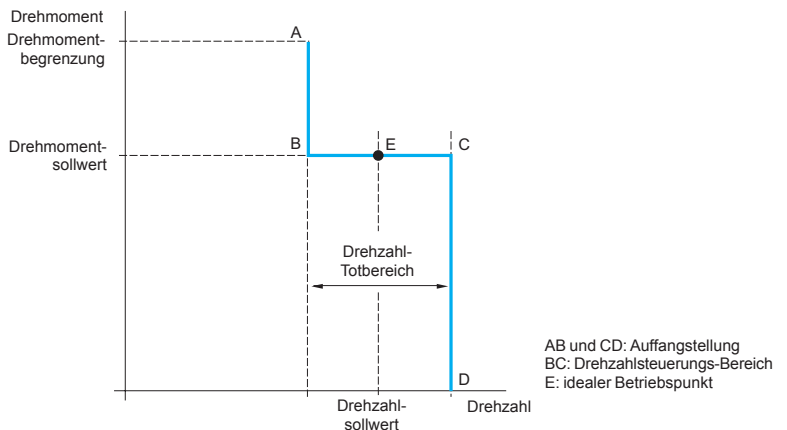 Drehmoment
Drehmoment-
begrenzung
A
B
E
C
Drehmoment-
sollwert
Drehzahl-
Totbereich
AB und CD: Auffangstellung
BC: Drehzahlsteuerungs-Bereich
E: idealer Betriebspunkt
D
Drehzahl-
sollwert
Drehzahl